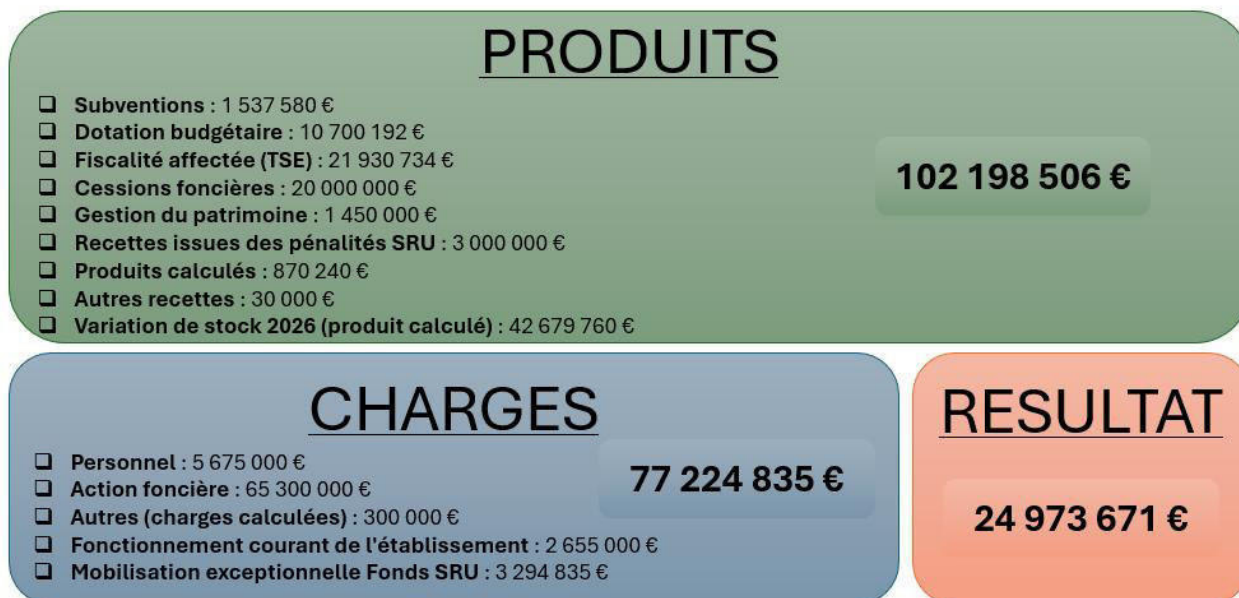 PRODUITS
❑ Subventions : 1 537 580 €
❑ Dotation budgétaire : 10 700 192 €
❑ Fiscalité affectée (TSE) : 21 930 734 €
❑ Cessions foncières : 20 000 000 €
❑ Gestion du patrimoine : 1 450 000 €
❑ Recettes issues des pénalités SRU : 3 000 000 €
❑ Produits calculés : 870 240 €
❑ Autres recettes : 30 000 €
❑ Variation de stock 2026 (produit calculé) : 42 679 760 €
102 198 506 €
CHARGES
❑ Personnel : 5 675 000 €
❑ Action foncière : 65 300 000 €
❑ Autres (charges calculées) : 300 000 €
❑ Fonctionnement courant de l'établissement : 2 655 000 €
❑ Mobilisation exceptionnelle Fonds SRU : 3 294 835 €
77 224 835 €
RESULTAT
24 973 671 €